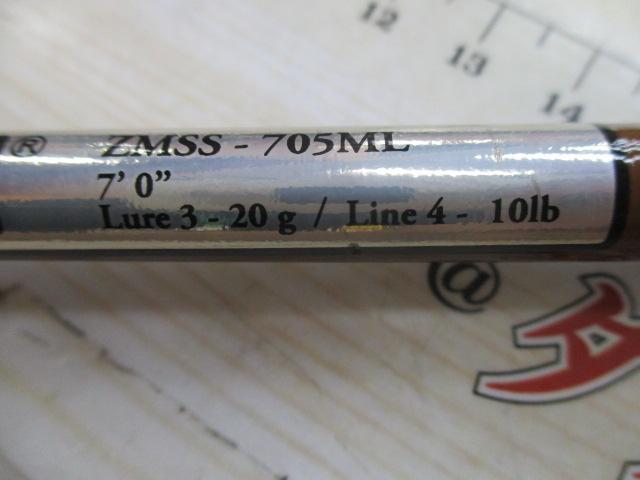 12 13 14
®
ZMSS - 705ML
7' 0"
Lure 3 - 20 g / Line 4 - 10lb
@